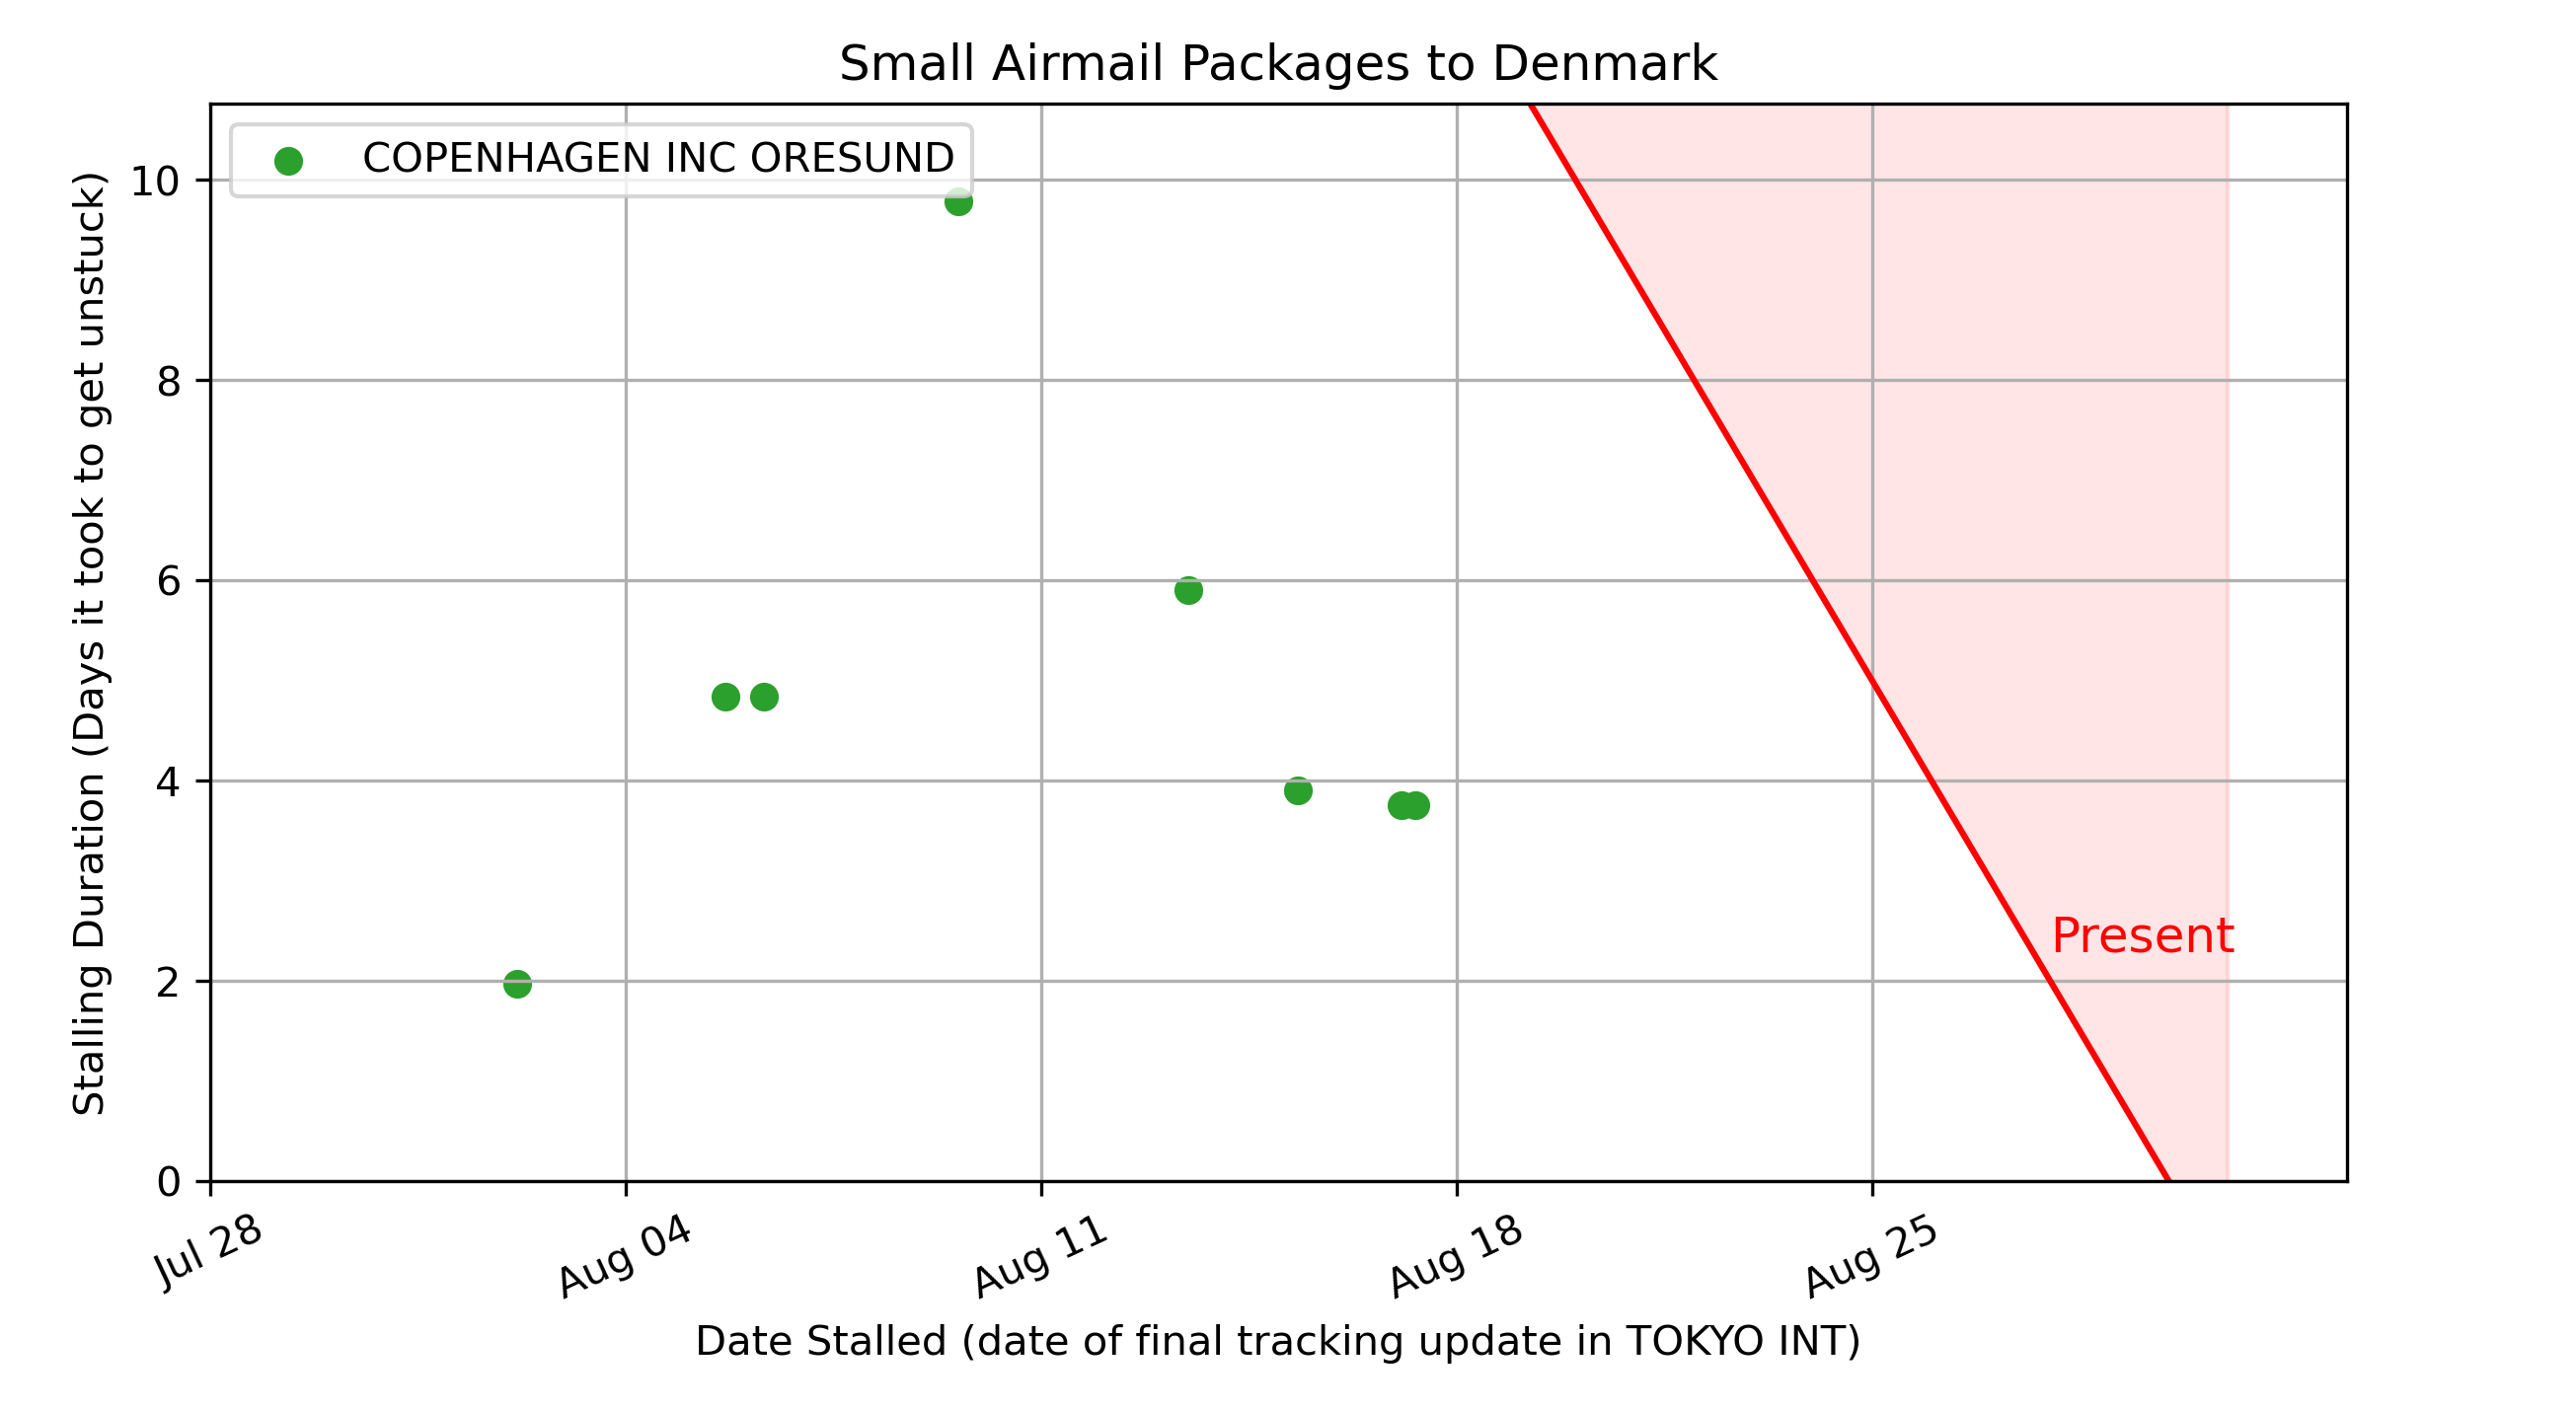 Small Airmail Packages to Denmark
COPENHAGEN INC ORESUND
Stalling Duration (Days it took to get unstuck)
10
8
6
4
2
0
Present
Jul 28
Aug 04
Aug 11
Aug 18
Aug 25
Date Stalled (date of final tracking update in TOKYO INT)